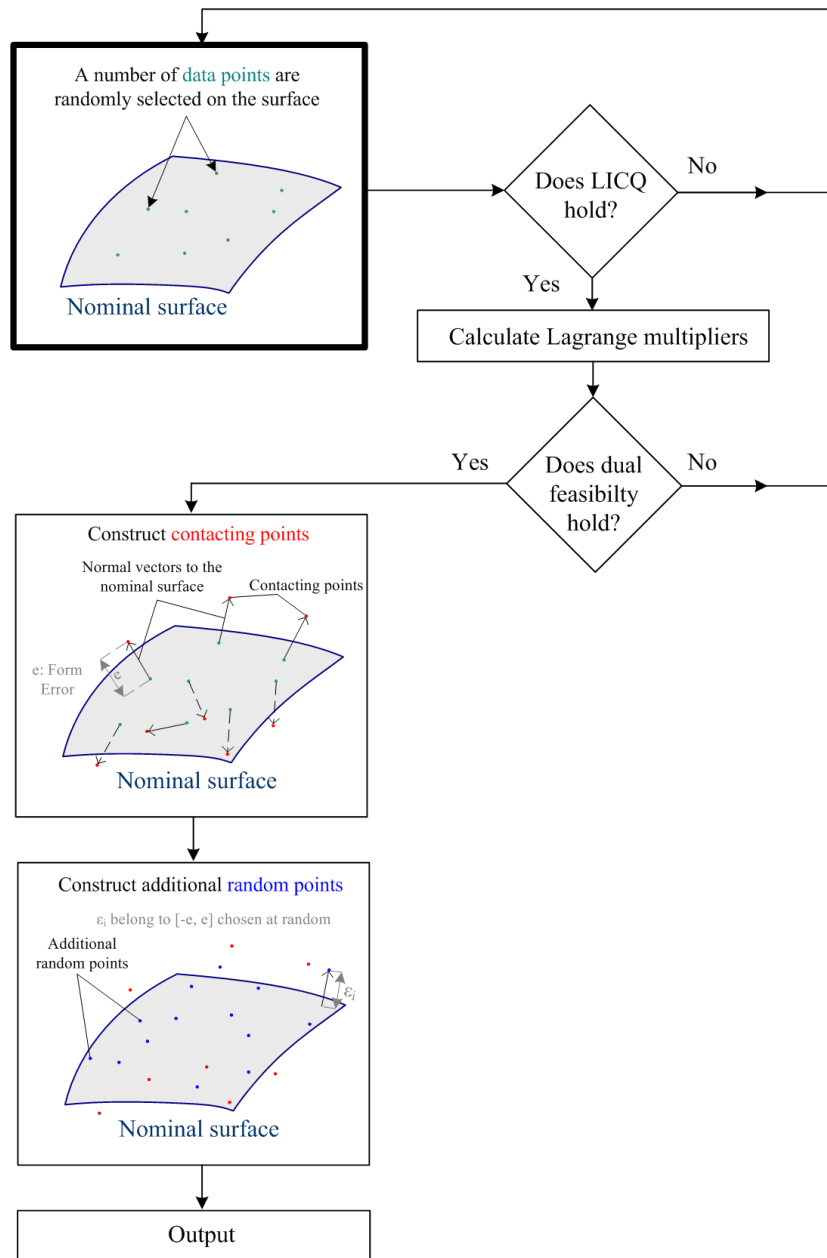 A number of data points are
randomly selected on the surface
Nominal surface
Does LICQ
hold?
No
Yes
Calculate Lagrange multipliers
Does dual
feasibilty
hold?
No
Yes
Construct contacting points
Normal vectors to the
nominal surface
Contacting points
e: Form
Error
e
Nominal surface
Construct additional random points
εᵢ belong to [-e, e] chosen at random
Additional
random points
εᵢ
Nominal surface
Output